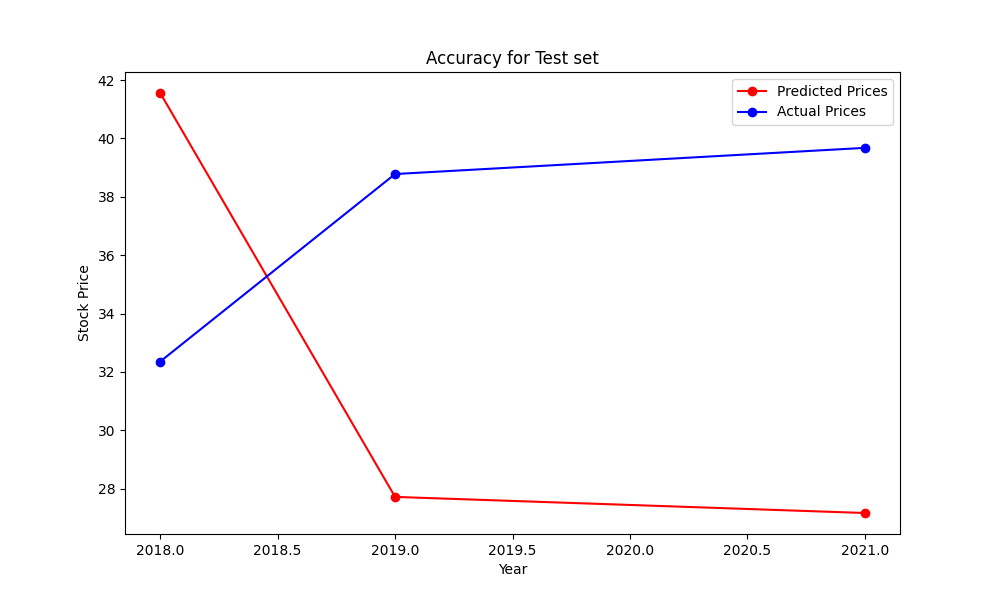 Accuracy for Test set
Predicted Prices
Actual Prices
42
40
38
36
34
32
30
28
Stock Price
2018.0 2018.5 2019.0 2019.5 2020.0 2020.5 2021.0
Year